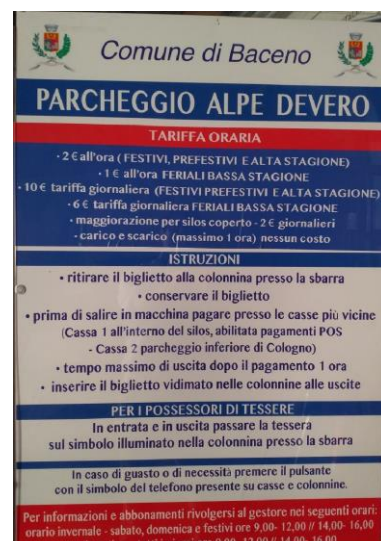 Comune di Baceno
PARCHEGGIO ALPE DEVERO
TARIFFA ORARIA
· 2 € all'ora ( FESTIVI, PREFESTIVI E ALTA STAGIONE)
· 1 € all'ora FERIALI BASSA STAGIONE
· 10 € tariffa giornaliera (FESTIVI PREFESTIVI E ALTA STAGIONE)
· 6 € tariffa giornaliera FERIALI BASSA STAGIONE
· maggiorazione per silos coperto - 2 € giornalieri
· carico e scarico (massimo 1 ora) nessun costo
ISTRUZIONI
• ritirare il biglietto alla colonnina presso la sbarra
• conservare il biglietto
• prima di salire in macchina pagare presso le casse più vicine
(Cassa 1 all'interno del silos, abilitata pagamenti POS
- Cassa 2 parcheggio inferiore di Cologno)
• tempo massimo di uscita dopo il pagamento 1 ora
• inserire il biglietto vidimato nelle colonnine alle uscite
PER I POSSESSORI DI TESSERE
In entrata e in uscita passare la tessera
sul simbolo illuminato nella colonnina presso la sbarra
In caso di guasto o di necessità premere il pulsante
con il simbolo del telefono presente su casse e colonnine.
Per informazioni e abbonamenti rivolgersi al gestore nei seguenti orari:
orario invernale - sabato, domenica e festivi ore 9,00- 12,00 // 14,00- 16,00